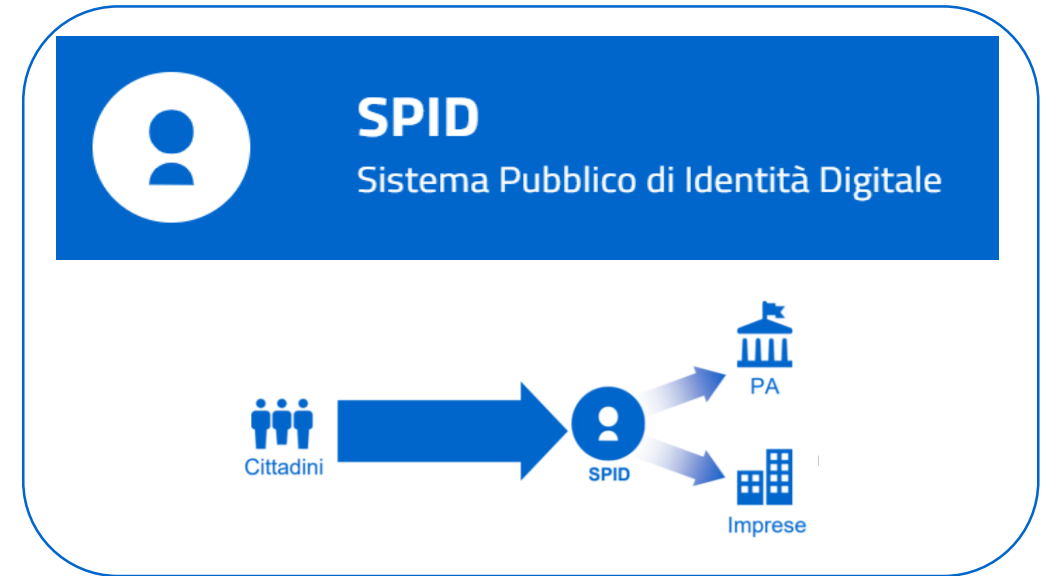 SPID
Sistema Pubblico di Identità Digitale
PA
Cittadini
SPID
Imprese